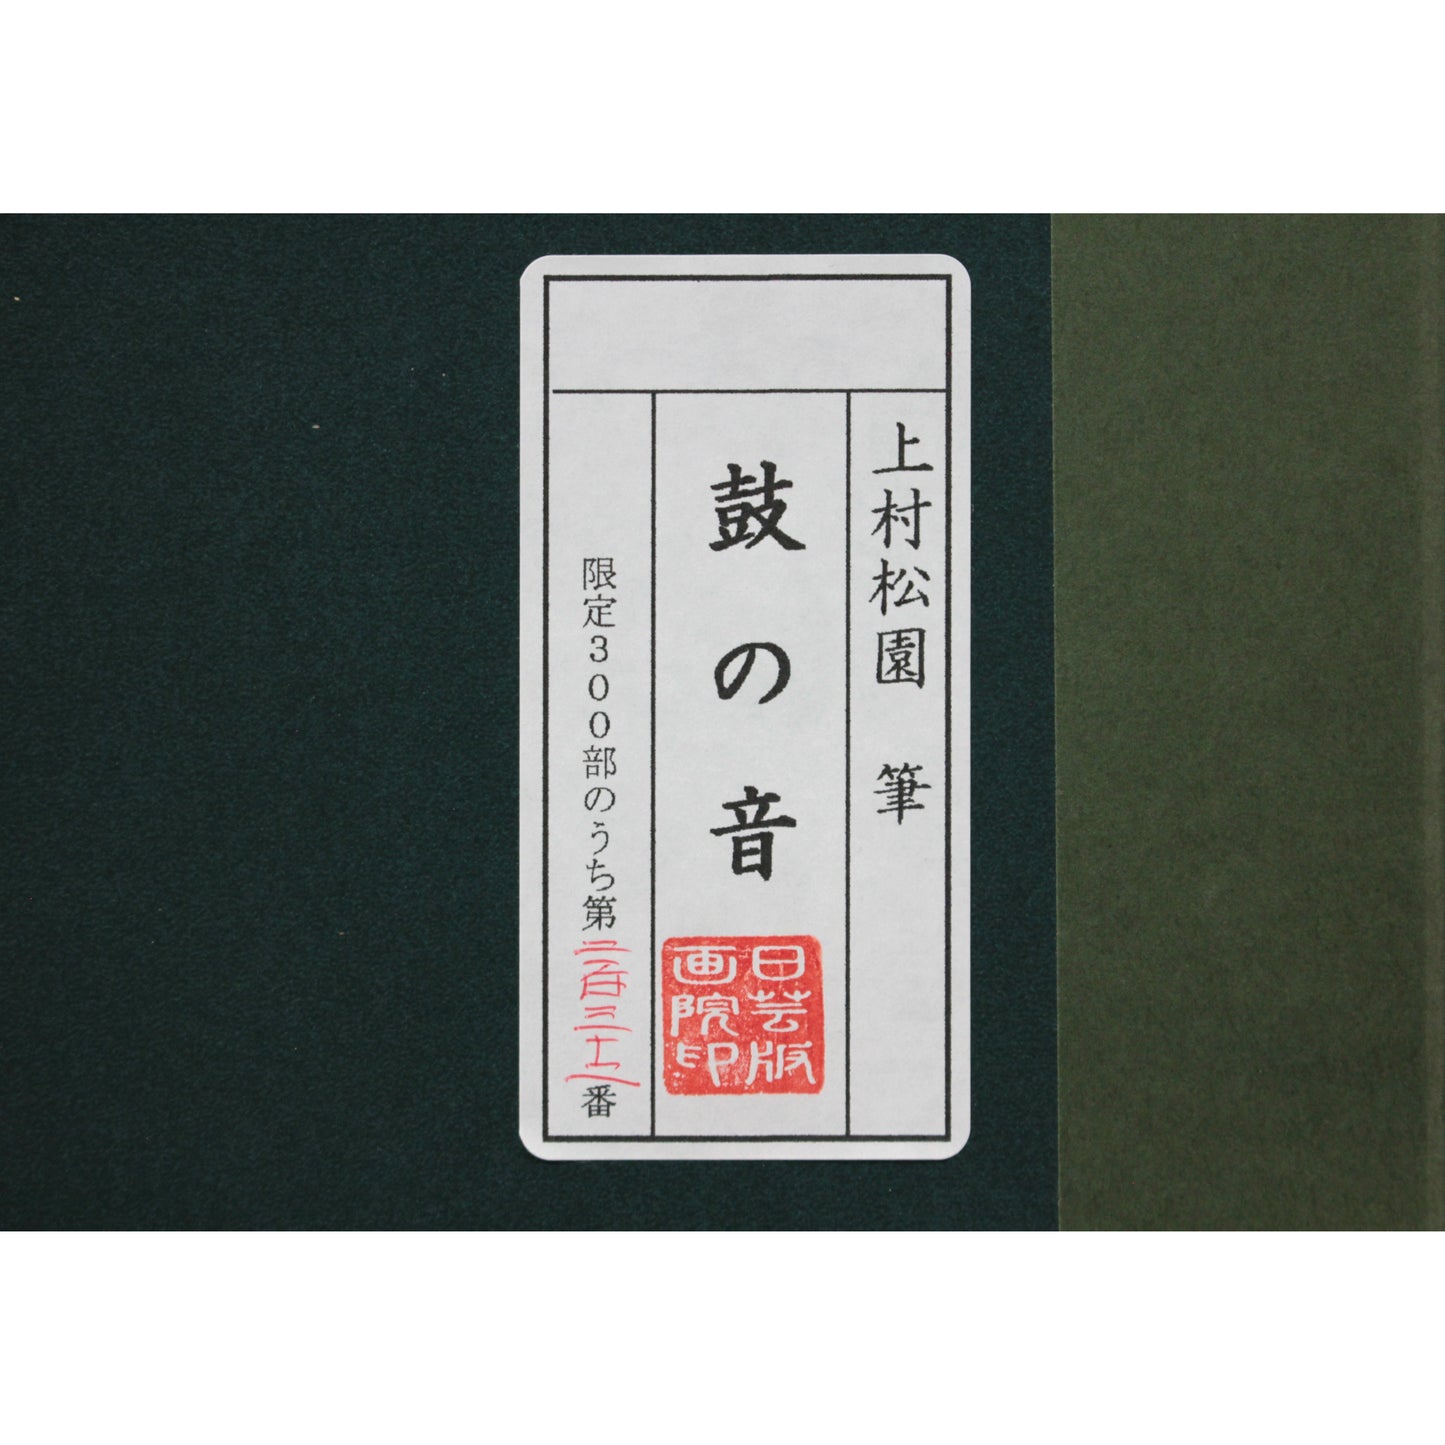 上村松園 筆
鼓の音
日芸版
画院印
限定300部のうち第二百三十二番